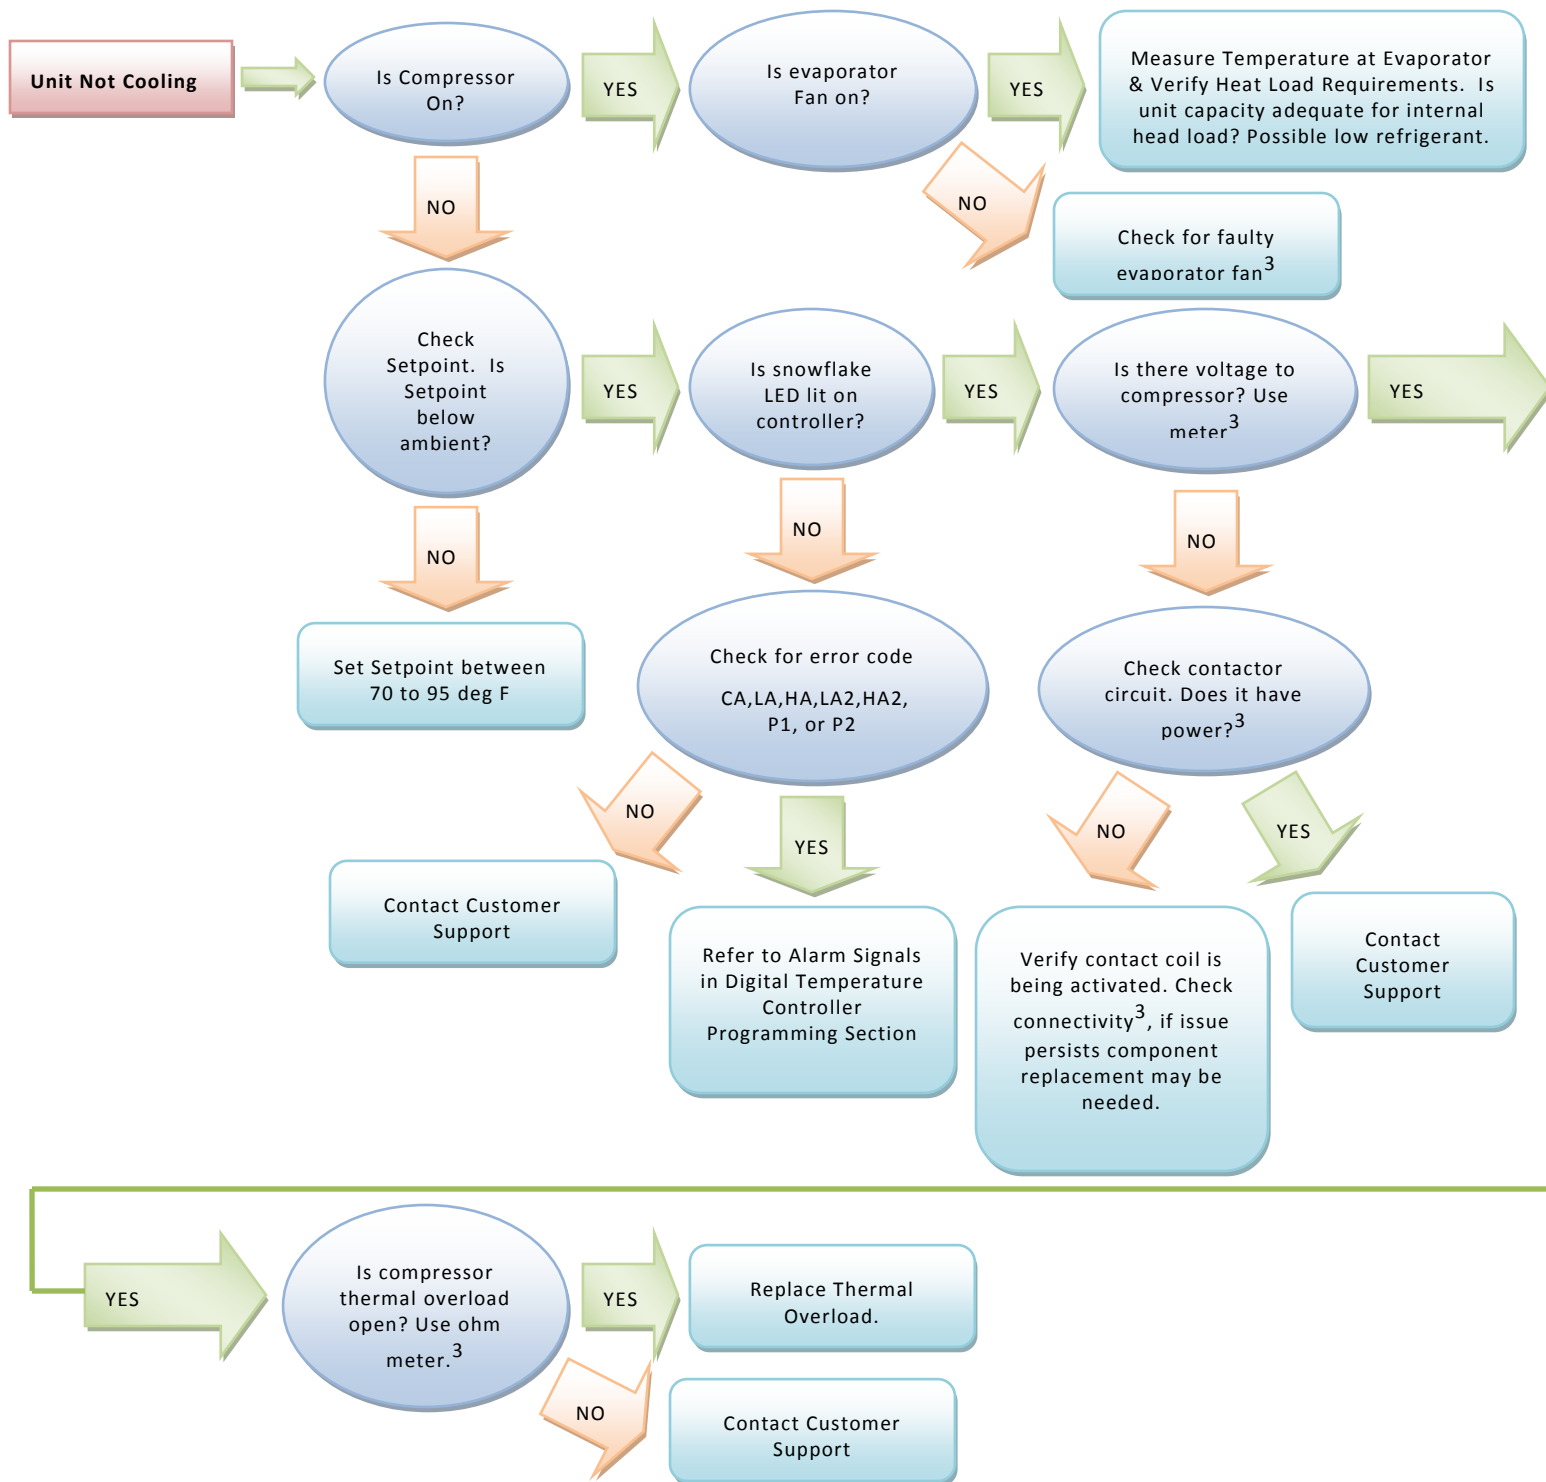 Unit Not Cooling
Is Compressor
On?
YES
Is evaporator
Fan on?
YES
Measure Temperature at Evaporator
& Verify Heat Load Requirements. Is
unit capacity adequate for internal
head load? Possible low refrigerant.
NO
NO
Check for faulty
evaporator fan3
Check
Setpoint. Is
Setpoint
below
ambient?
YES
Is snowflake
LED lit on
controller?
YES
Is there voltage to
compressor? Use
meter3
YES
NO
NO
NO
Set Setpoint between
70 to 95 deg F
Check for error code
CA,LA,HA,LA2,HA2,
P1, or P2
Check contactor
circuit. Does it have
power?3
NO
YES
NO
YES
Contact Customer
Support
Refer to Alarm Signals
in Digital Temperature
Controller
Programming Section
Verify contact coil is
being activated. Check
connectivity3, if issue
persists component
replacement may be
needed.
Contact
Customer
Support
YES
Is compressor
thermal overload
open? Use ohm
meter.3
YES
Replace Thermal
Overload.
NO
Contact Customer
Support